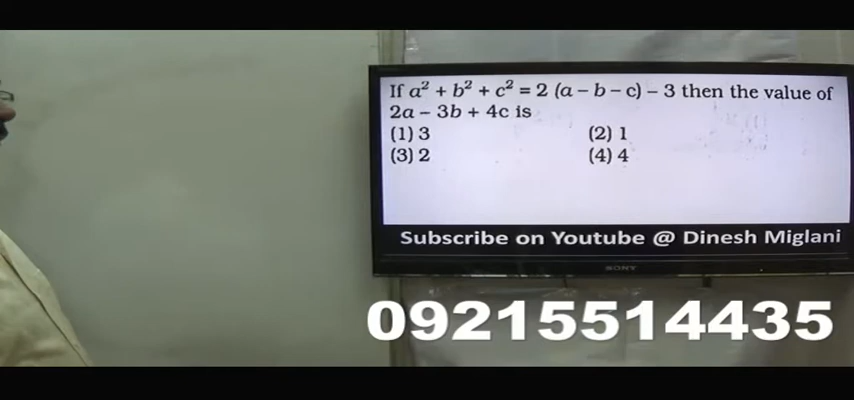 If a² + b² + c² = 2 (a – b – c) – 3 then the value of
2a – 3b + 4c is
(1) 3 (2) 1
(3) 2 (4) 4
Subscribe on Youtube @ Dinesh Miglani
SONY
09215514435